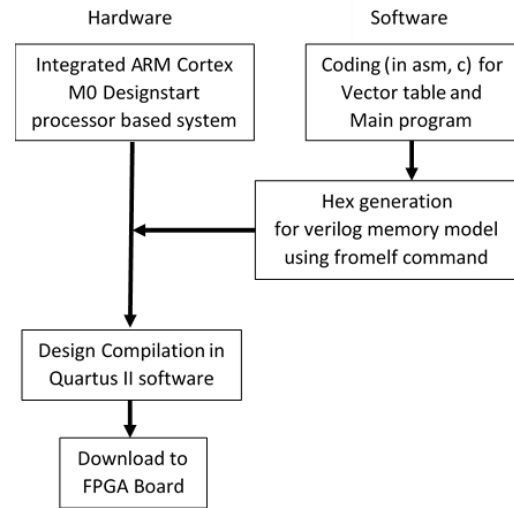 Hardware
Software
Integrated ARM Cortex
M0 Designstart
processor based system
Coding (in asm, c) for
Vector table and
Main program
Hex generation
for verilog memory model
using fromelf command
Design Compilation in
Quartus II software
Download to
FPGA Board